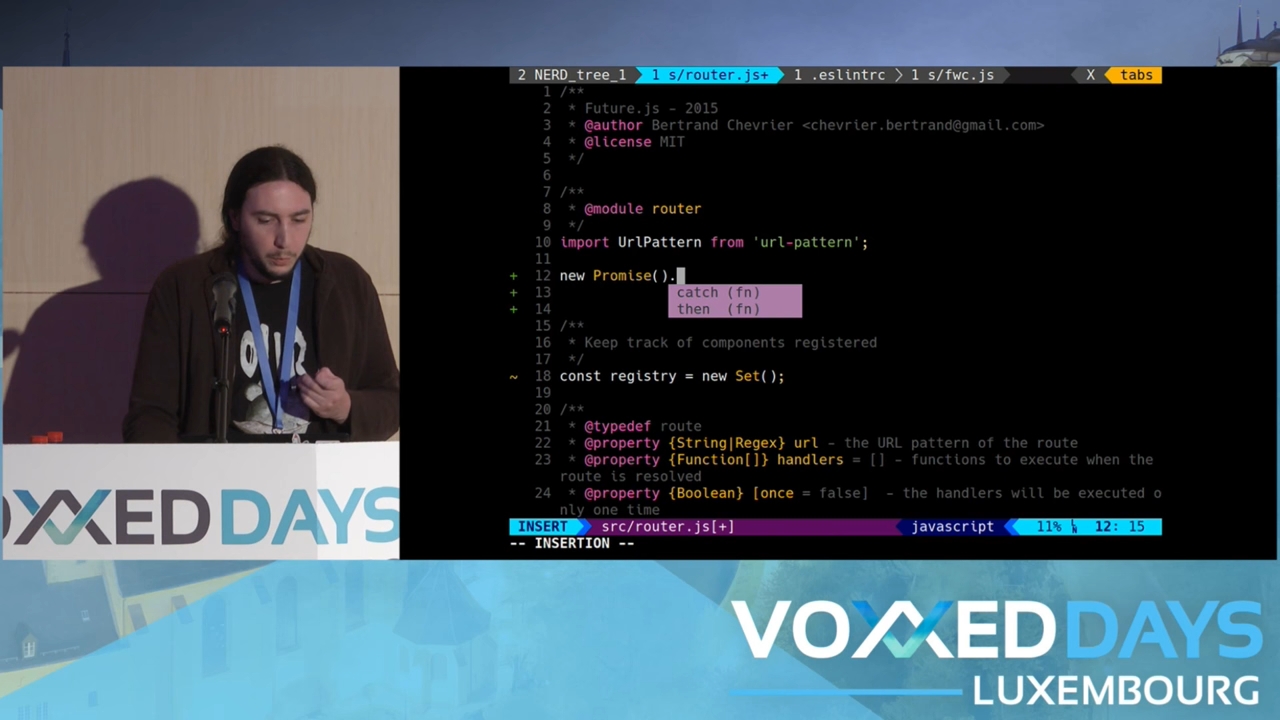 2 NERD_tree_1 1 s/router.js+ 1 .eslintrc 1 s/fwc.js X tabs
1 /**
2 * Future.js - 2015
3 * @author Bertrand Chevrier <chevrier.bertrand@gmail.com>
4 * @license MIT
5 */
6
7 /**
8 * @module router
9 */
10 import UrlPattern from 'url-pattern';
11
+ 12 new Promise().
+ 13 catch (fn)
+ 14 then (fn)
15 /**
16 * Keep track of components registered
17 */
~ 18 const registry = new Set();
19
20 /**
21 * @typedef route
22 * @property {String|Regex} url - the URL pattern of the route
23 * @property {Function[]} handlers = [] - functions to execute when the
route is resolved
24 * @property {Boolean} [once = false] - the handlers will be executed o
nly one time
INSERT src/router.js[+] javascript 11% 12: 15
-- INSERTION --
VOXXED DAYS
VOXXED DAYS
LUXEMBOURG